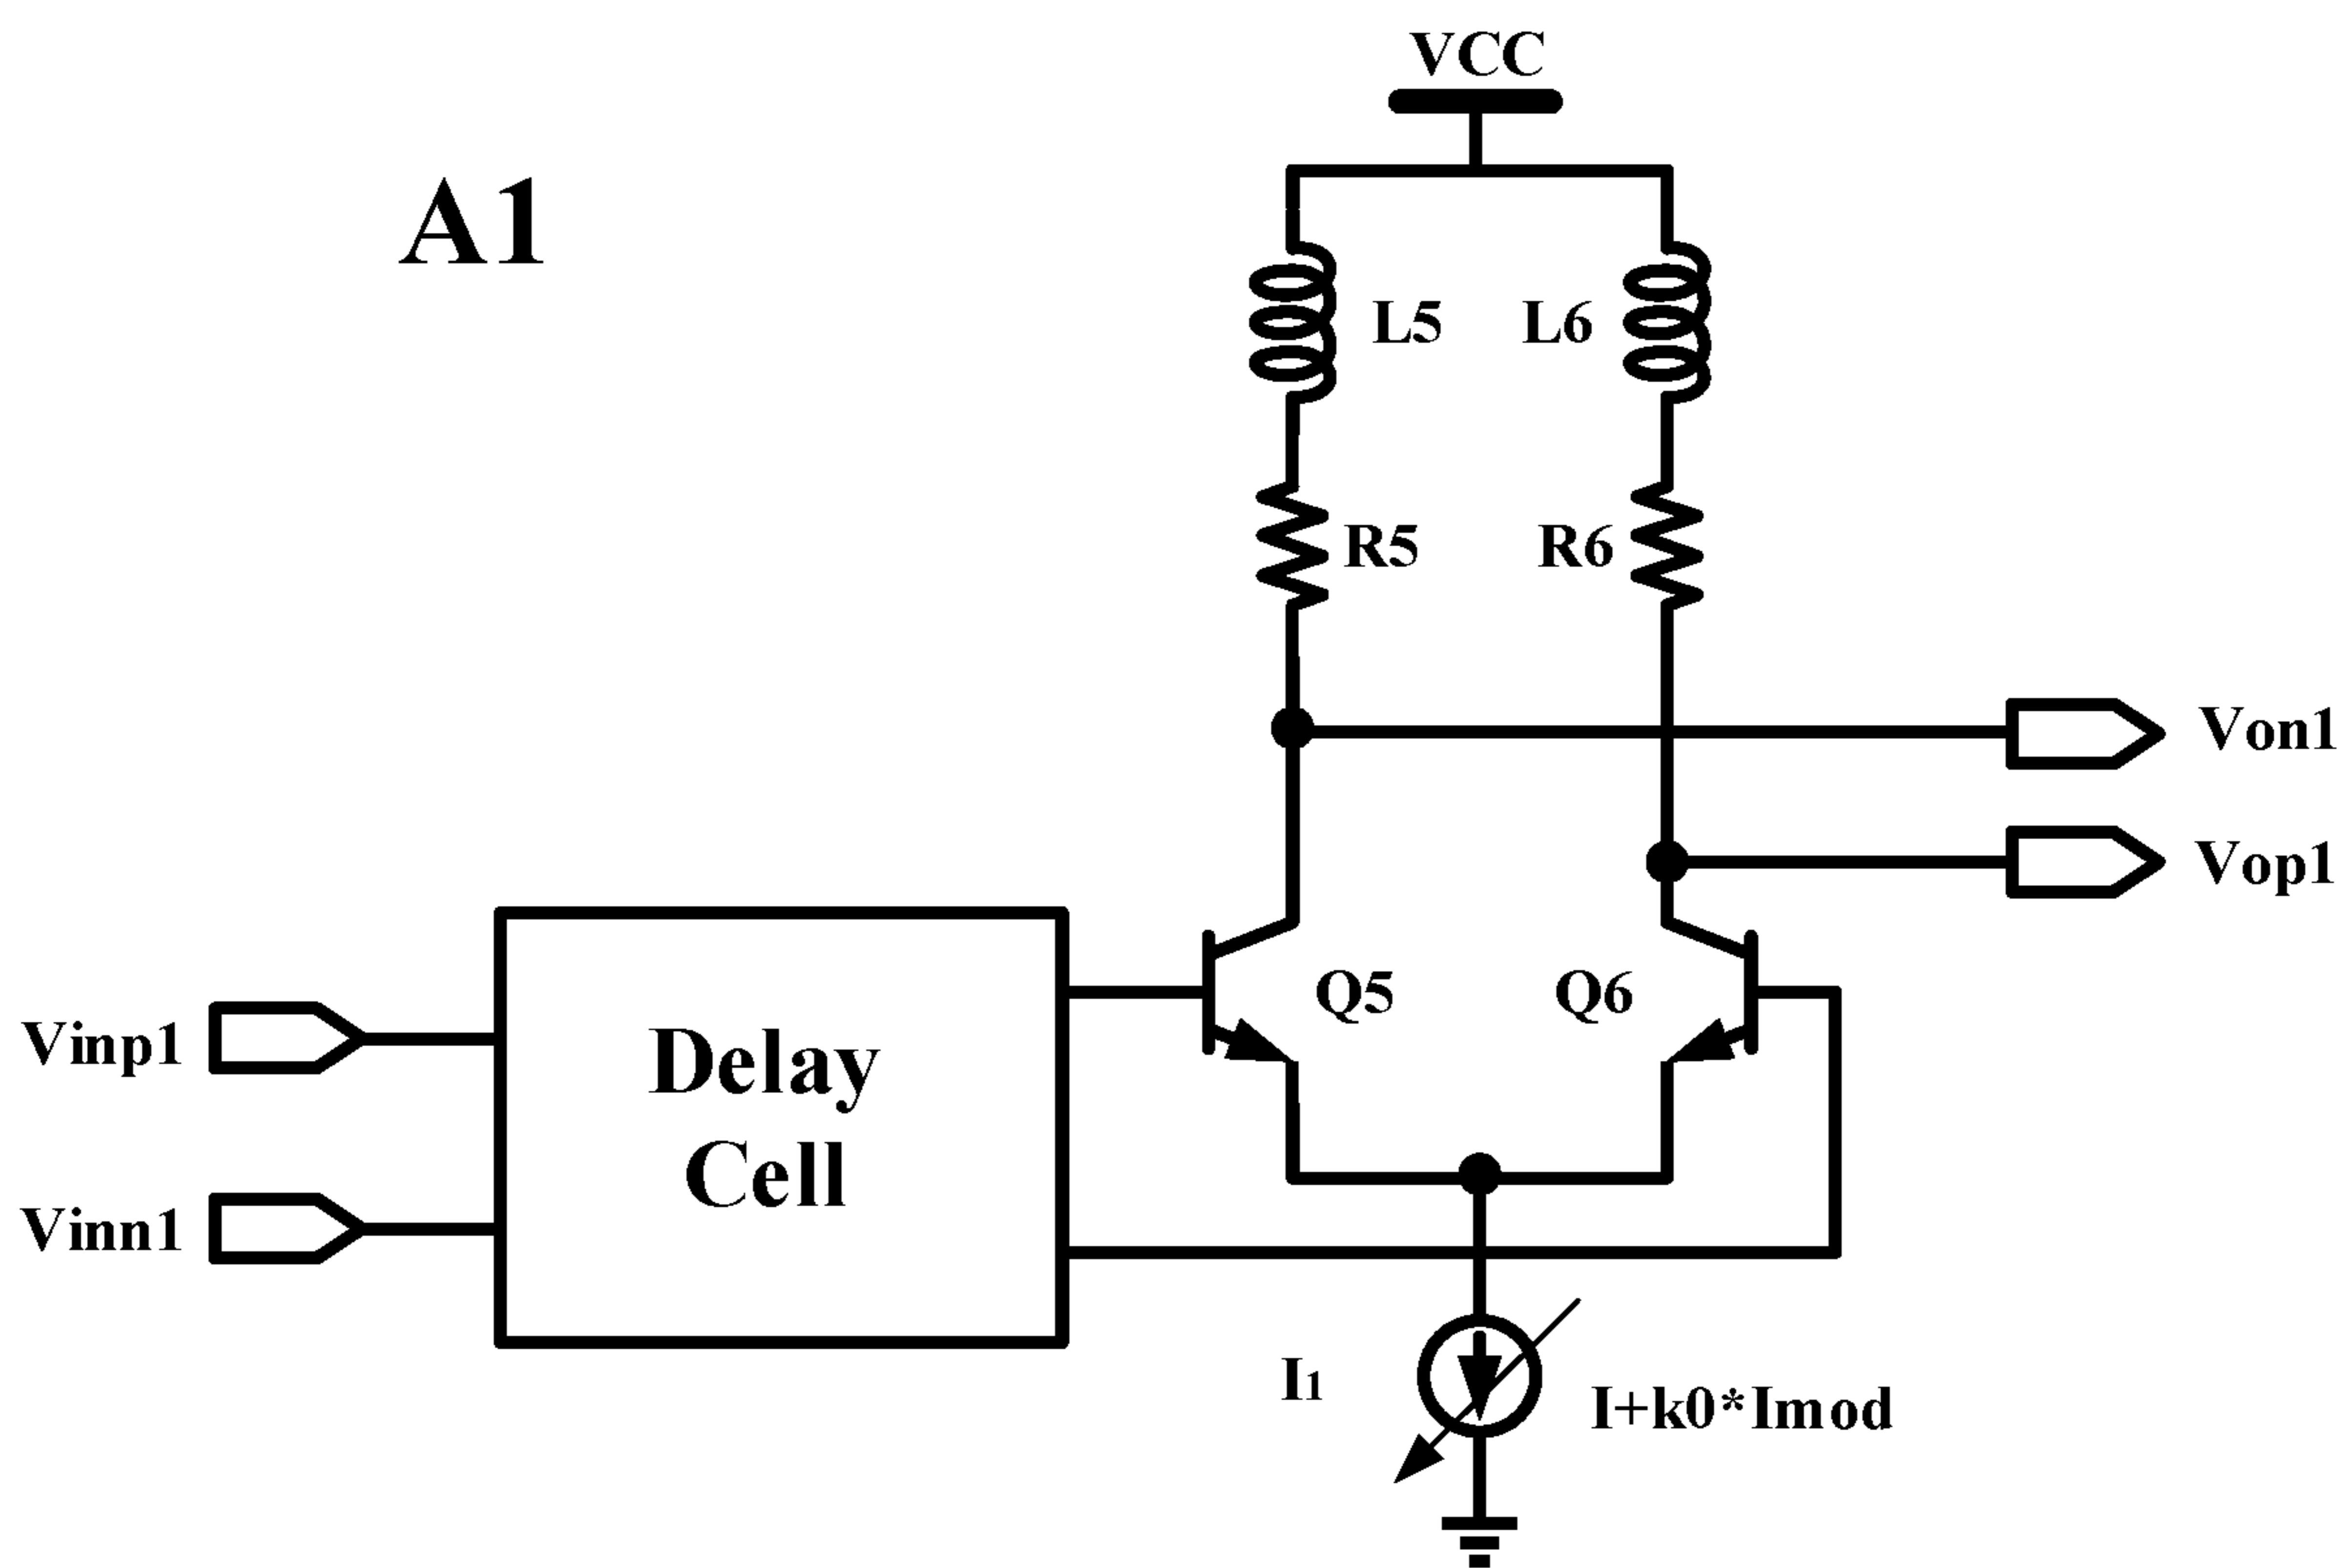 VCC
A1
L5
L6
R5
R6
Von1
Vop1
Q5
Q6
Vinp1
Delay
Cell
Vinn1
I1
I+k0*Imod